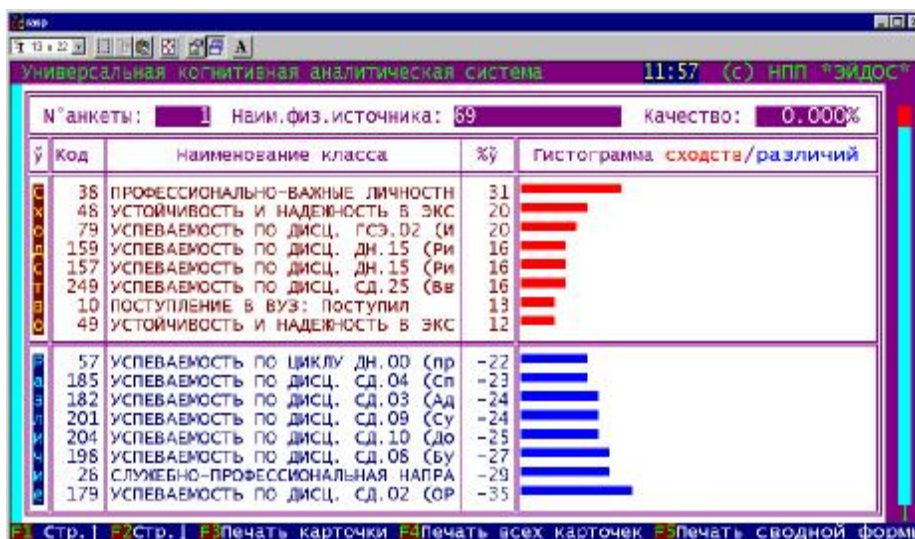 rasp
13 x 22
A
Универсальная когнитивная аналитическая система 11:57 (c) НПП *ЭЙДОС*
N°анкеты: 1 Наим.физ.источника: 69 Качество: 0.000%
ў Код Наименование класса %ў Гистограмма сходств/различий
Сходство
38 ПРОФЕССИОНАЛЬНО-ВАЖНЫЕ ЛИЧНОСТН 31
48 УСТОЙЧИВОСТЬ И НАДЕЖНОСТЬ В ЭКС 20
79 УСПЕВАЕМОСТЬ ПО ДИСЦ. ГСЭ.02 (И 20
159 УСПЕВАЕМОСТЬ ПО ДИСЦ. ДН.15 (Ри 16
157 УСПЕВАЕМОСТЬ ПО ДИСЦ. ДН.15 (Ри 16
249 УСПЕВАЕМОСТЬ ПО ДИСЦ. СД.25 (Вв 16
10 ПОСТУПЛЕНИЕ В ВУЗ: Поступил 13
49 УСТОЙЧИВОСТЬ И НАДЕЖНОСТЬ В ЭКС 12
Различие
57 УСПЕВАЕМОСТЬ ПО ЦИКЛУ ДН.00 (пр -22
185 УСПЕВАЕМОСТЬ ПО ДИСЦ. СД.04 (Сп -23
182 УСПЕВАЕМОСТЬ ПО ДИСЦ. СД.03 (Ад -24
201 УСПЕВАЕМОСТЬ ПО ДИСЦ. СД.09 (Су -24
204 УСПЕВАЕМОСТЬ ПО ДИСЦ. СД.10 (До -25
198 УСПЕВАЕМОСТЬ ПО ДИСЦ. СД.08 (Бу -27
26 СЛУЖЕБНО-ПРОФЕССИОНАЛЬНАЯ НАПРА -29
179 УСПЕВАЕМОСТЬ ПО ДИСЦ. СД.02 (ОР -35
F1 Стр.↑ F2Стр.↓ F3Печать карточки F4Печать всех карточек F5Печать сводной форм